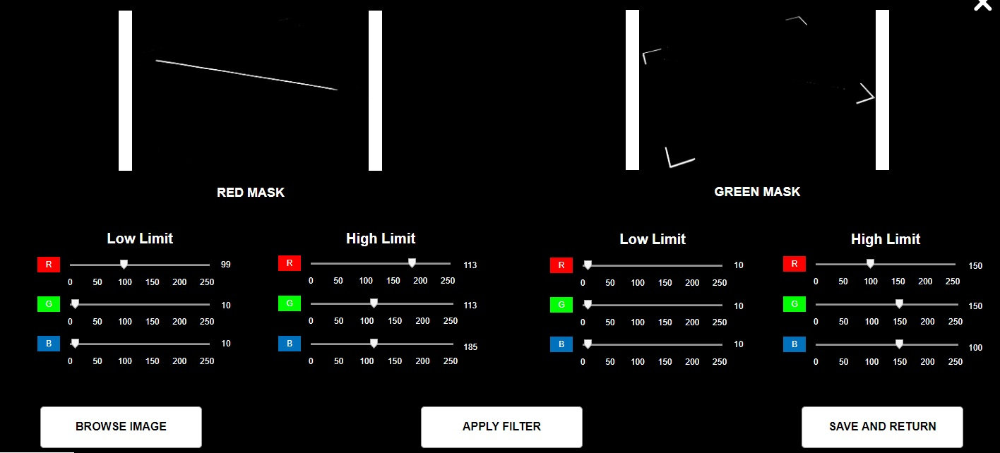 RED MASK
GREEN MASK
Low Limit
High Limit
Low Limit
High Limit
R 99
0 50 100 150 200 250
R 113
0 50 100 150 200 250
R 10
0 50 100 150 200 250
R 150
0 50 100 150 200 250
G 10
0 50 100 150 200 250
G 113
0 50 100 150 200 250
G 10
0 50 100 150 200 250
G 150
0 50 100 150 200 250
B 10
0 50 100 150 200 250
B 185
0 50 100 150 200 250
B 10
0 50 100 150 200 250
B 100
0 50 100 150 200 250
BROWSE IMAGE
APPLY FILTER
SAVE AND RETURN